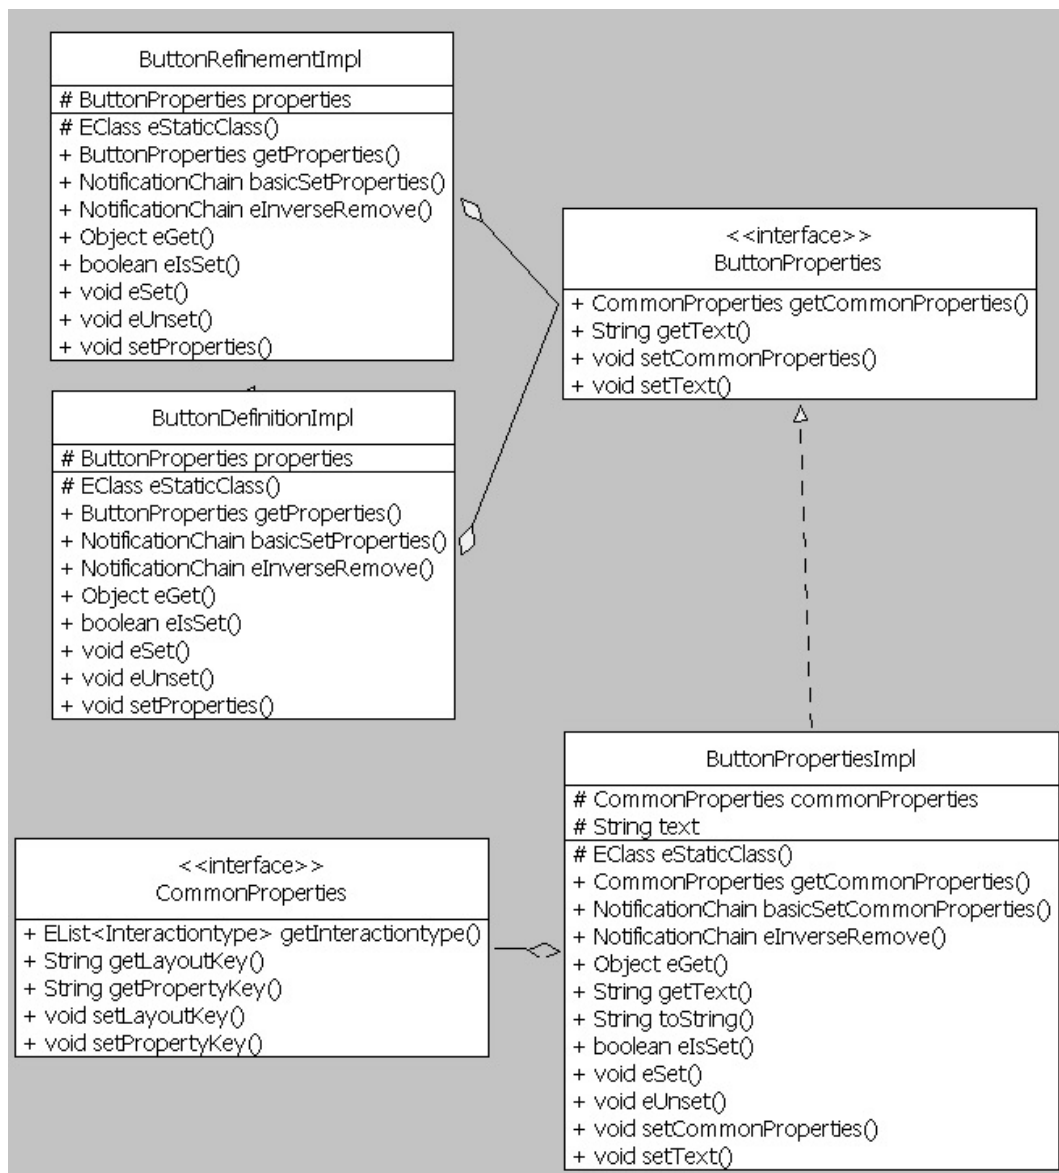 ButtonRefinementImpl
# ButtonProperties properties
# EClass eStaticClass()
+ ButtonProperties getProperties()
+ NotificationChain basicSetProperties()
+ NotificationChain eInverseRemove()
+ Object eGet()
+ boolean eIsSet()
+ void eSet()
+ void eUnset()
+ void setProperties()
<<interface>>
ButtonProperties
+ CommonProperties getCommonProperties()
+ String getText()
+ void setCommonProperties()
+ void setText()
ButtonDefinitionImpl
# ButtonProperties properties
# EClass eStaticClass()
+ ButtonProperties getProperties()
+ NotificationChain basicSetProperties()
+ NotificationChain eInverseRemove()
+ Object eGet()
+ boolean eIsSet()
+ void eSet()
+ void eUnset()
+ void setProperties()
ButtonPropertiesImpl
# CommonProperties commonProperties
# String text
# EClass eStaticClass()
+ CommonProperties getCommonProperties()
+ NotificationChain basicSetCommonProperties()
+ NotificationChain eInverseRemove()
+ Object eGet()
+ String getText()
+ String toString()
+ boolean eIsSet()
+ void eSet()
+ void eUnset()
+ void setCommonProperties()
+ void setText()
<<interface>>
CommonProperties
+ EList<Interactiontype> getInteractiontype()
+ String getLayoutKey()
+ String getPropertyKey()
+ void setLayoutKey()
+ void setPropertyKey()